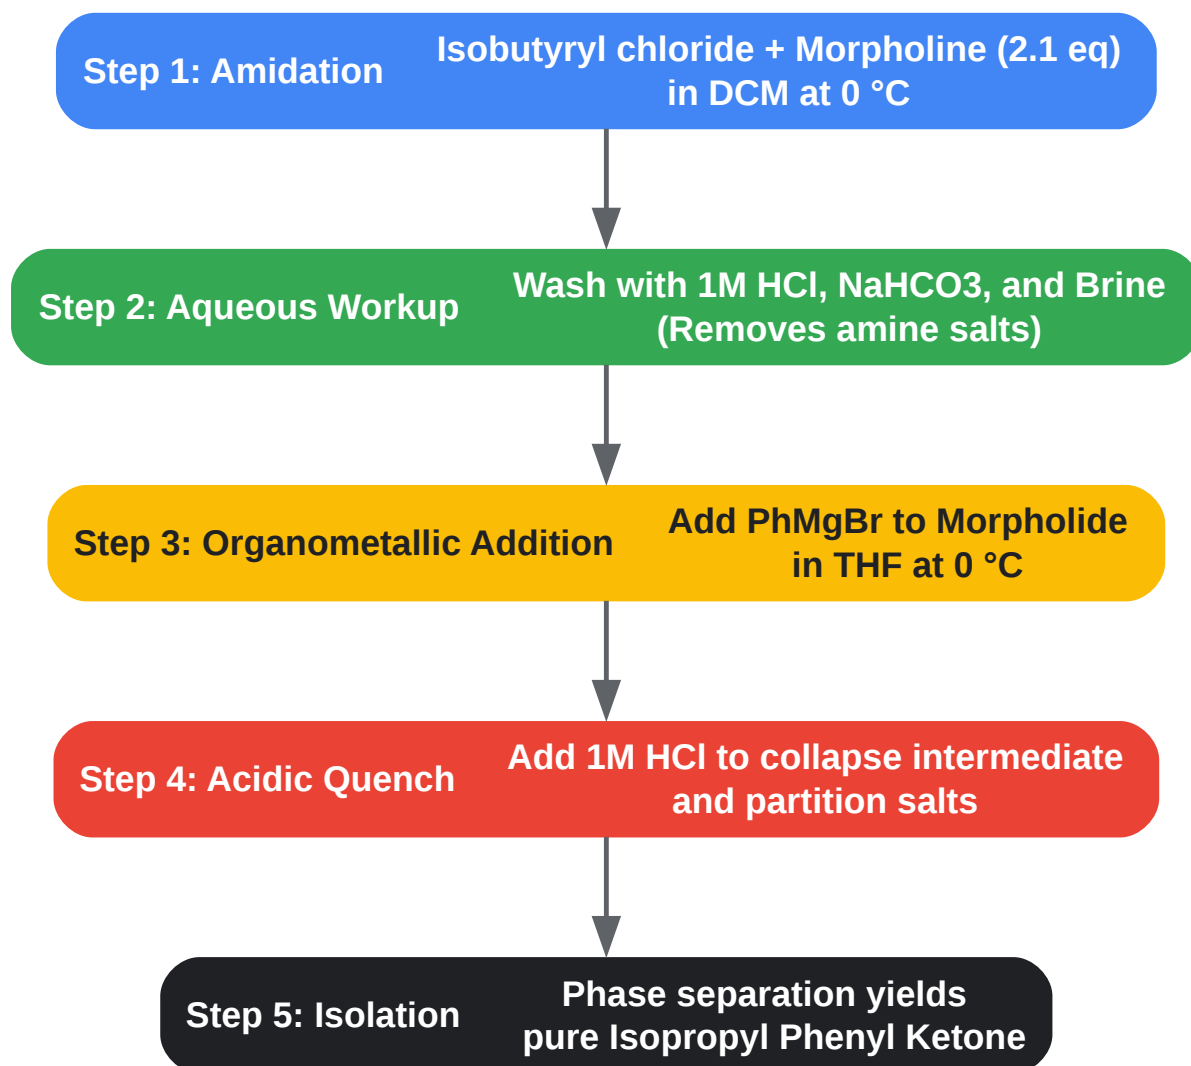 Step 1: Amidation
Isobutyryl chloride + Morpholine (2.1 eq)
in DCM at 0 °C
Step 2: Aqueous Workup
Wash with 1M HCl, NaHCO3, and Brine
(Removes amine salts)
Step 3: Organometallic Addition
Add PhMgBr to Morpholide
in THF at 0 °C
Step 4: Acidic Quench
Add 1M HCl to collapse intermediate
and partition salts
Step 5: Isolation
Phase separation yields
pure Isopropyl Phenyl Ketone